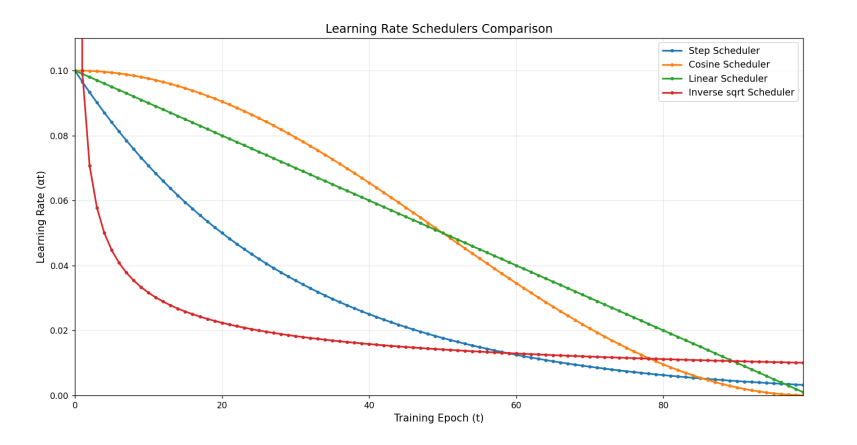 Learning Rate Schedulers Comparison
Step Scheduler
Cosine Scheduler
Linear Scheduler
Inverse sqrt Scheduler
Learning Rate (αt)
0.10
0.08
0.06
0.04
0.02
0.00
0
20
40
60
80
Training Epoch (t)